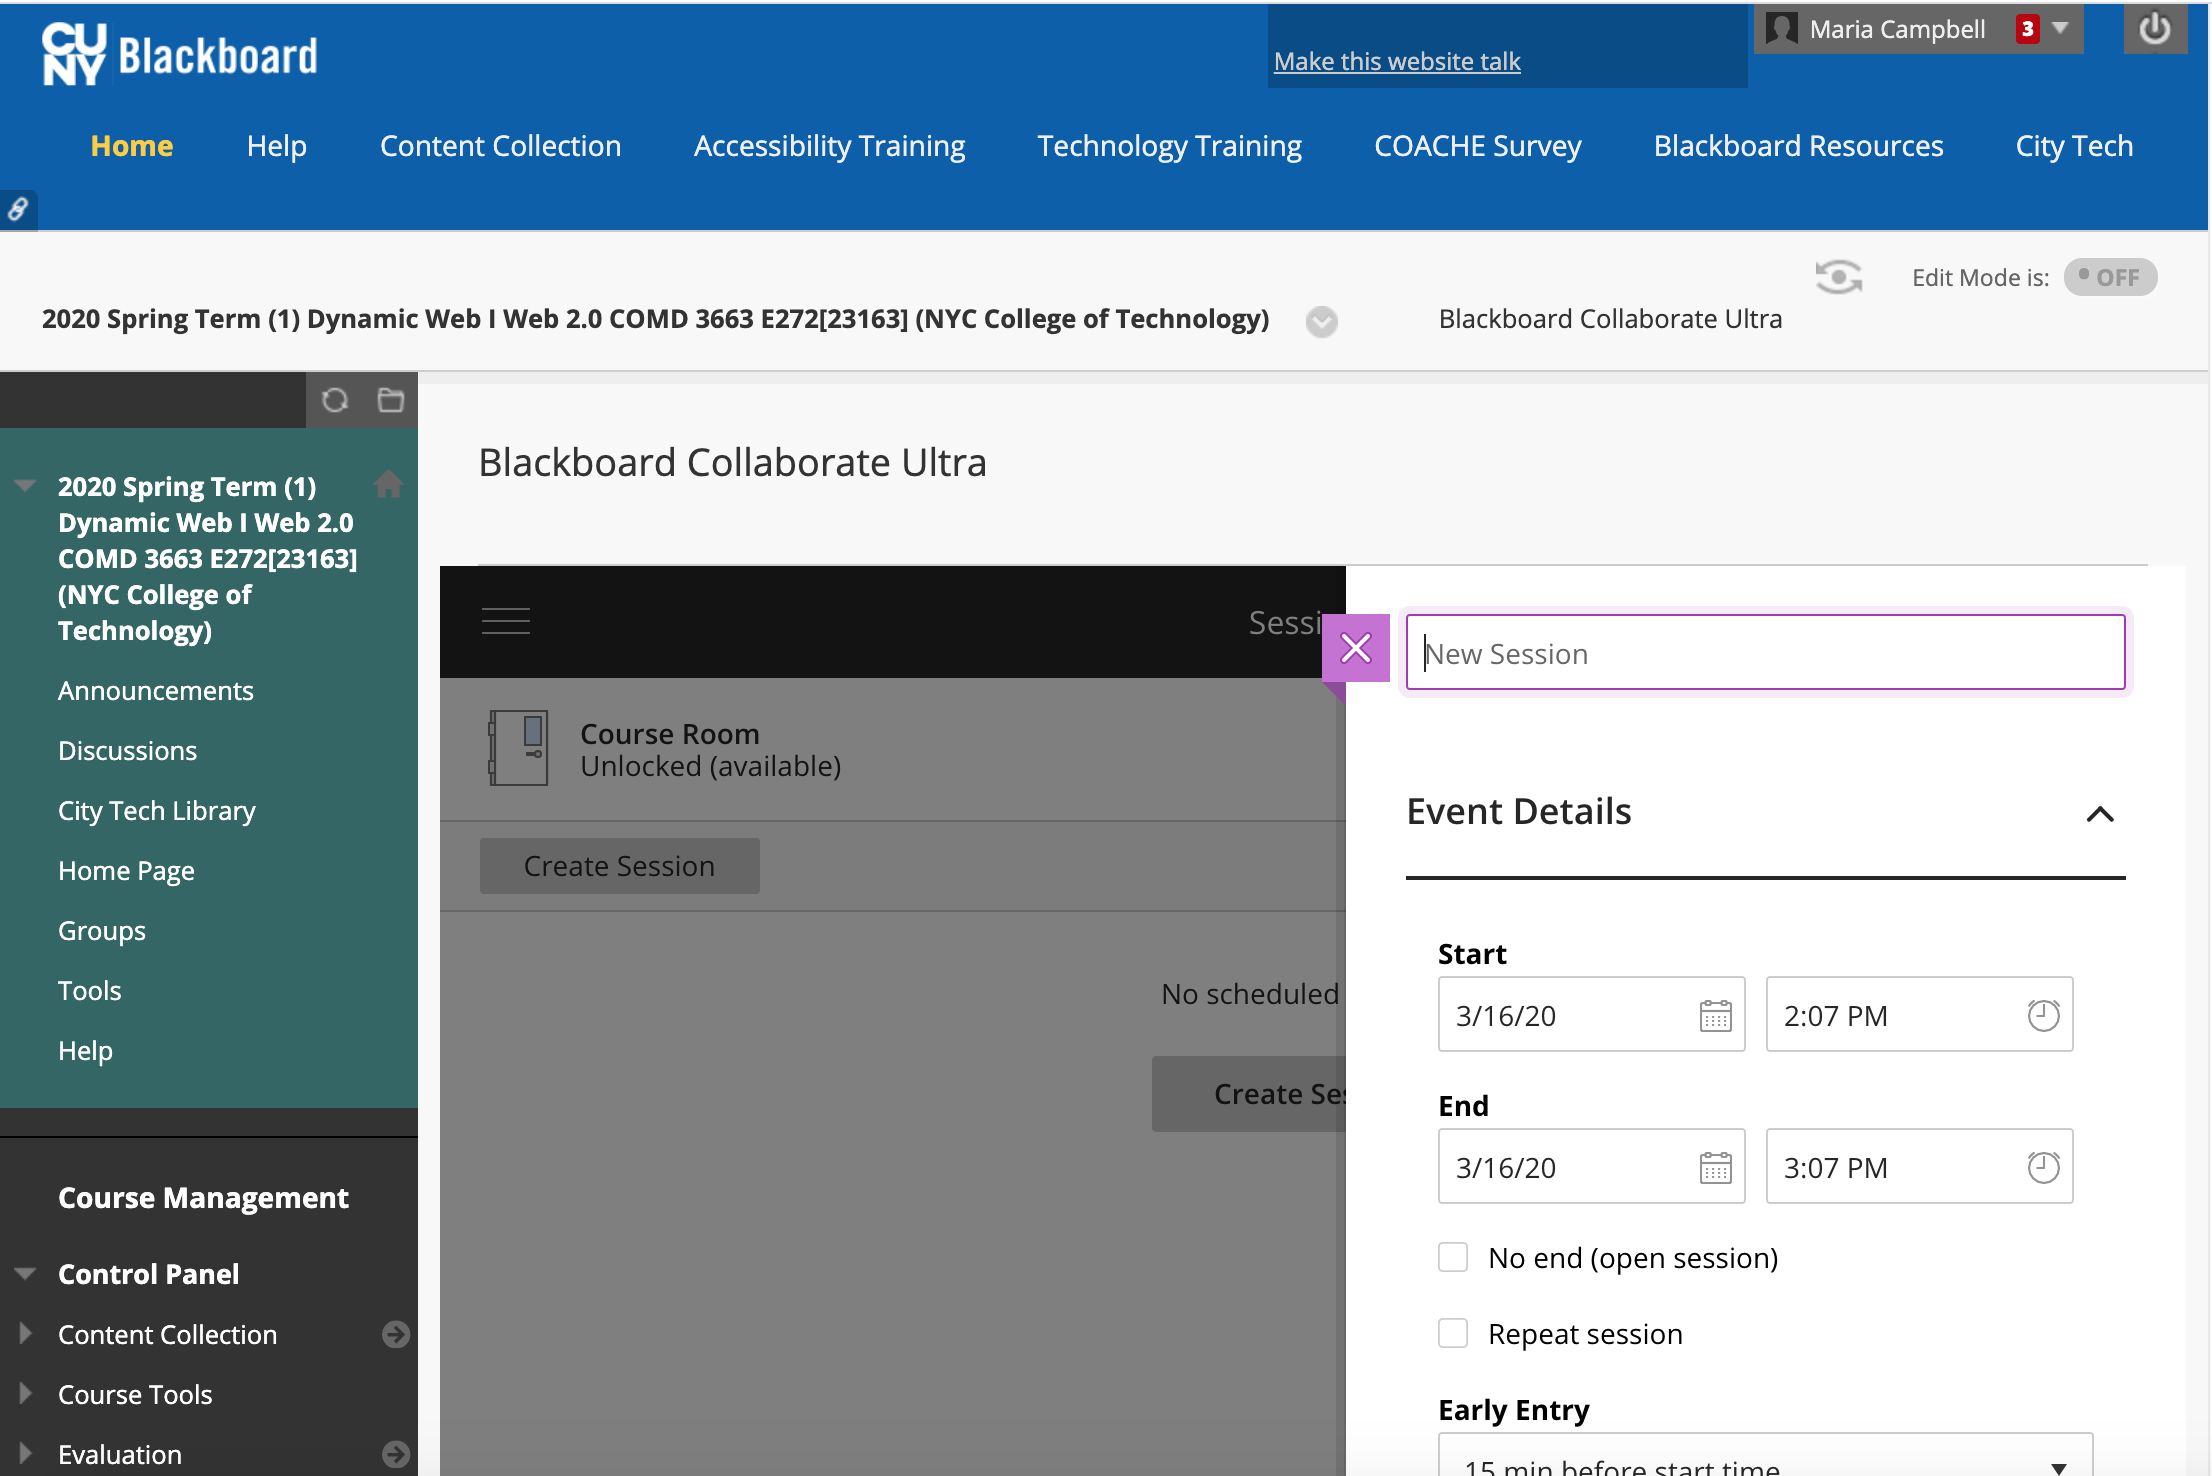 CUNY Blackboard
Make this website talk
Maria Campbell 3
Home Help Content Collection Accessibility Training Technology Training COACHE Survey Blackboard Resources City Tech
Edit Mode is: OFF
2020 Spring Term (1) Dynamic Web I Web 2.0 COMD 3663 E272[23163] (NYC College of Technology) Blackboard Collaborate Ultra
2020 Spring Term (1)
Dynamic Web I Web 2.0
COMD 3663 E272[23163]
(NYC College of
Technology)
Announcements
Discussions
City Tech Library
Home Page
Groups
Tools
Help
Course Management
Control Panel
Content Collection
Course Tools
Evaluation
Blackboard Collaborate Ultra
Sessi
Course Room
Unlocked (available)
Create Session
No scheduled
Create Ses
New Session
Event Details
Start
3/16/20 2:07 PM
End
3/16/20 3:07 PM
No end (open session)
Repeat session
Early Entry
15 min before start time